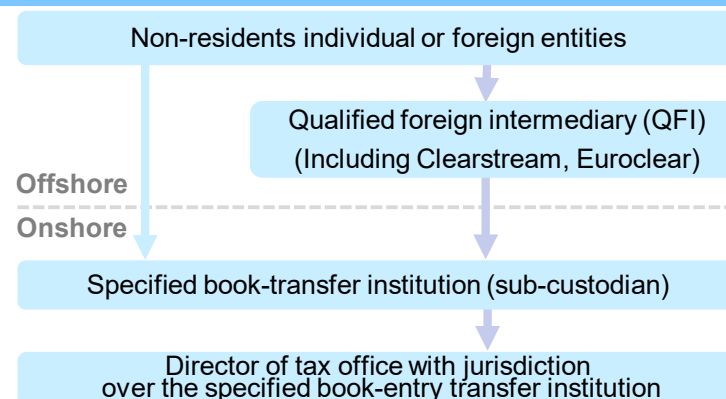 Non-residents individual or foreign entities
Qualified foreign intermediary (QFI)
(Including Clearstream, Euroclear)
Offshore
Onshore
Specified book-transfer institution (sub-custodian)
Director of tax office with jurisdiction
over the specified book-entry transfer institution